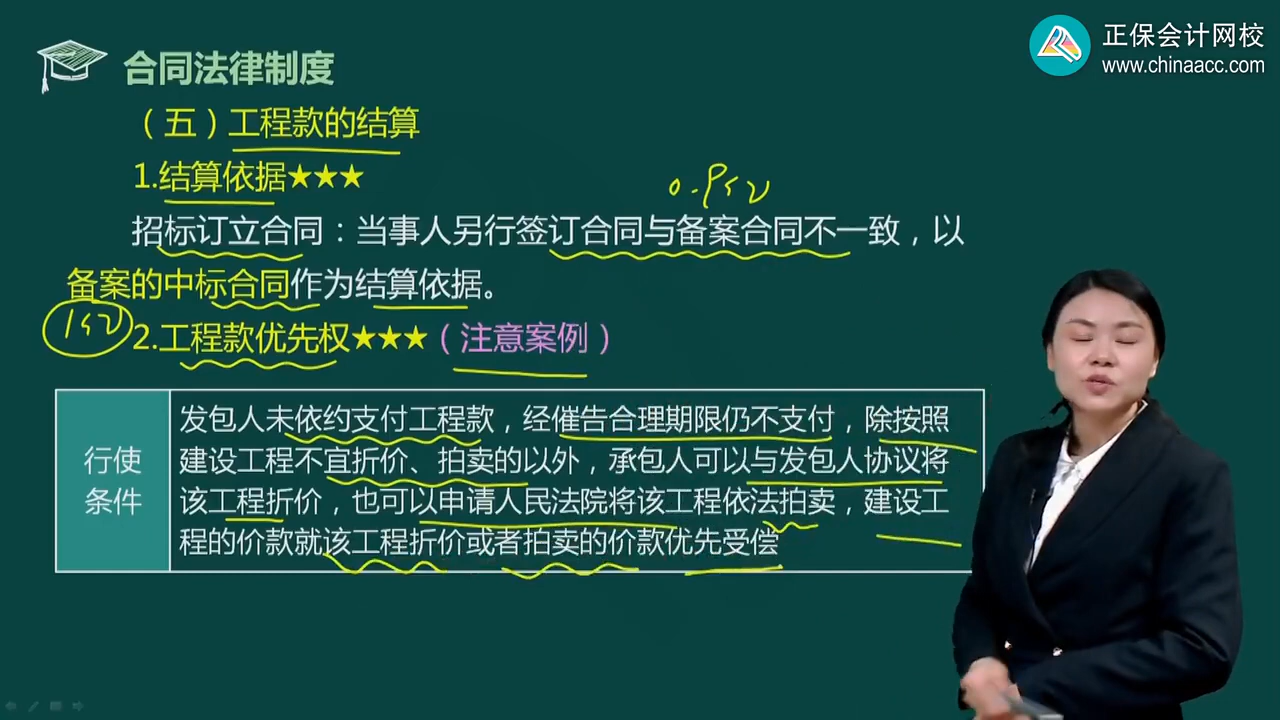 正保会计网校
www.chinaacc.com
合同法律制度
（五）工程款的结算
1.结算依据★★★
0.9亿
招标订立合同：当事人另行签订合同与备案合同不一致，以
备案的中标合同作为结算依据。
1亿
2.工程款优先权★★★（注意案例）
行使
条件
发包人未依约支付工程款，经催告合理期限仍不支付，除按照
建设工程不宜折价、拍卖的以外，承包人可以与发包人协议将
该工程折价，也可以申请人民法院将该工程依法拍卖，建设工
程的价款就该工程折价或者拍卖的价款优先受偿